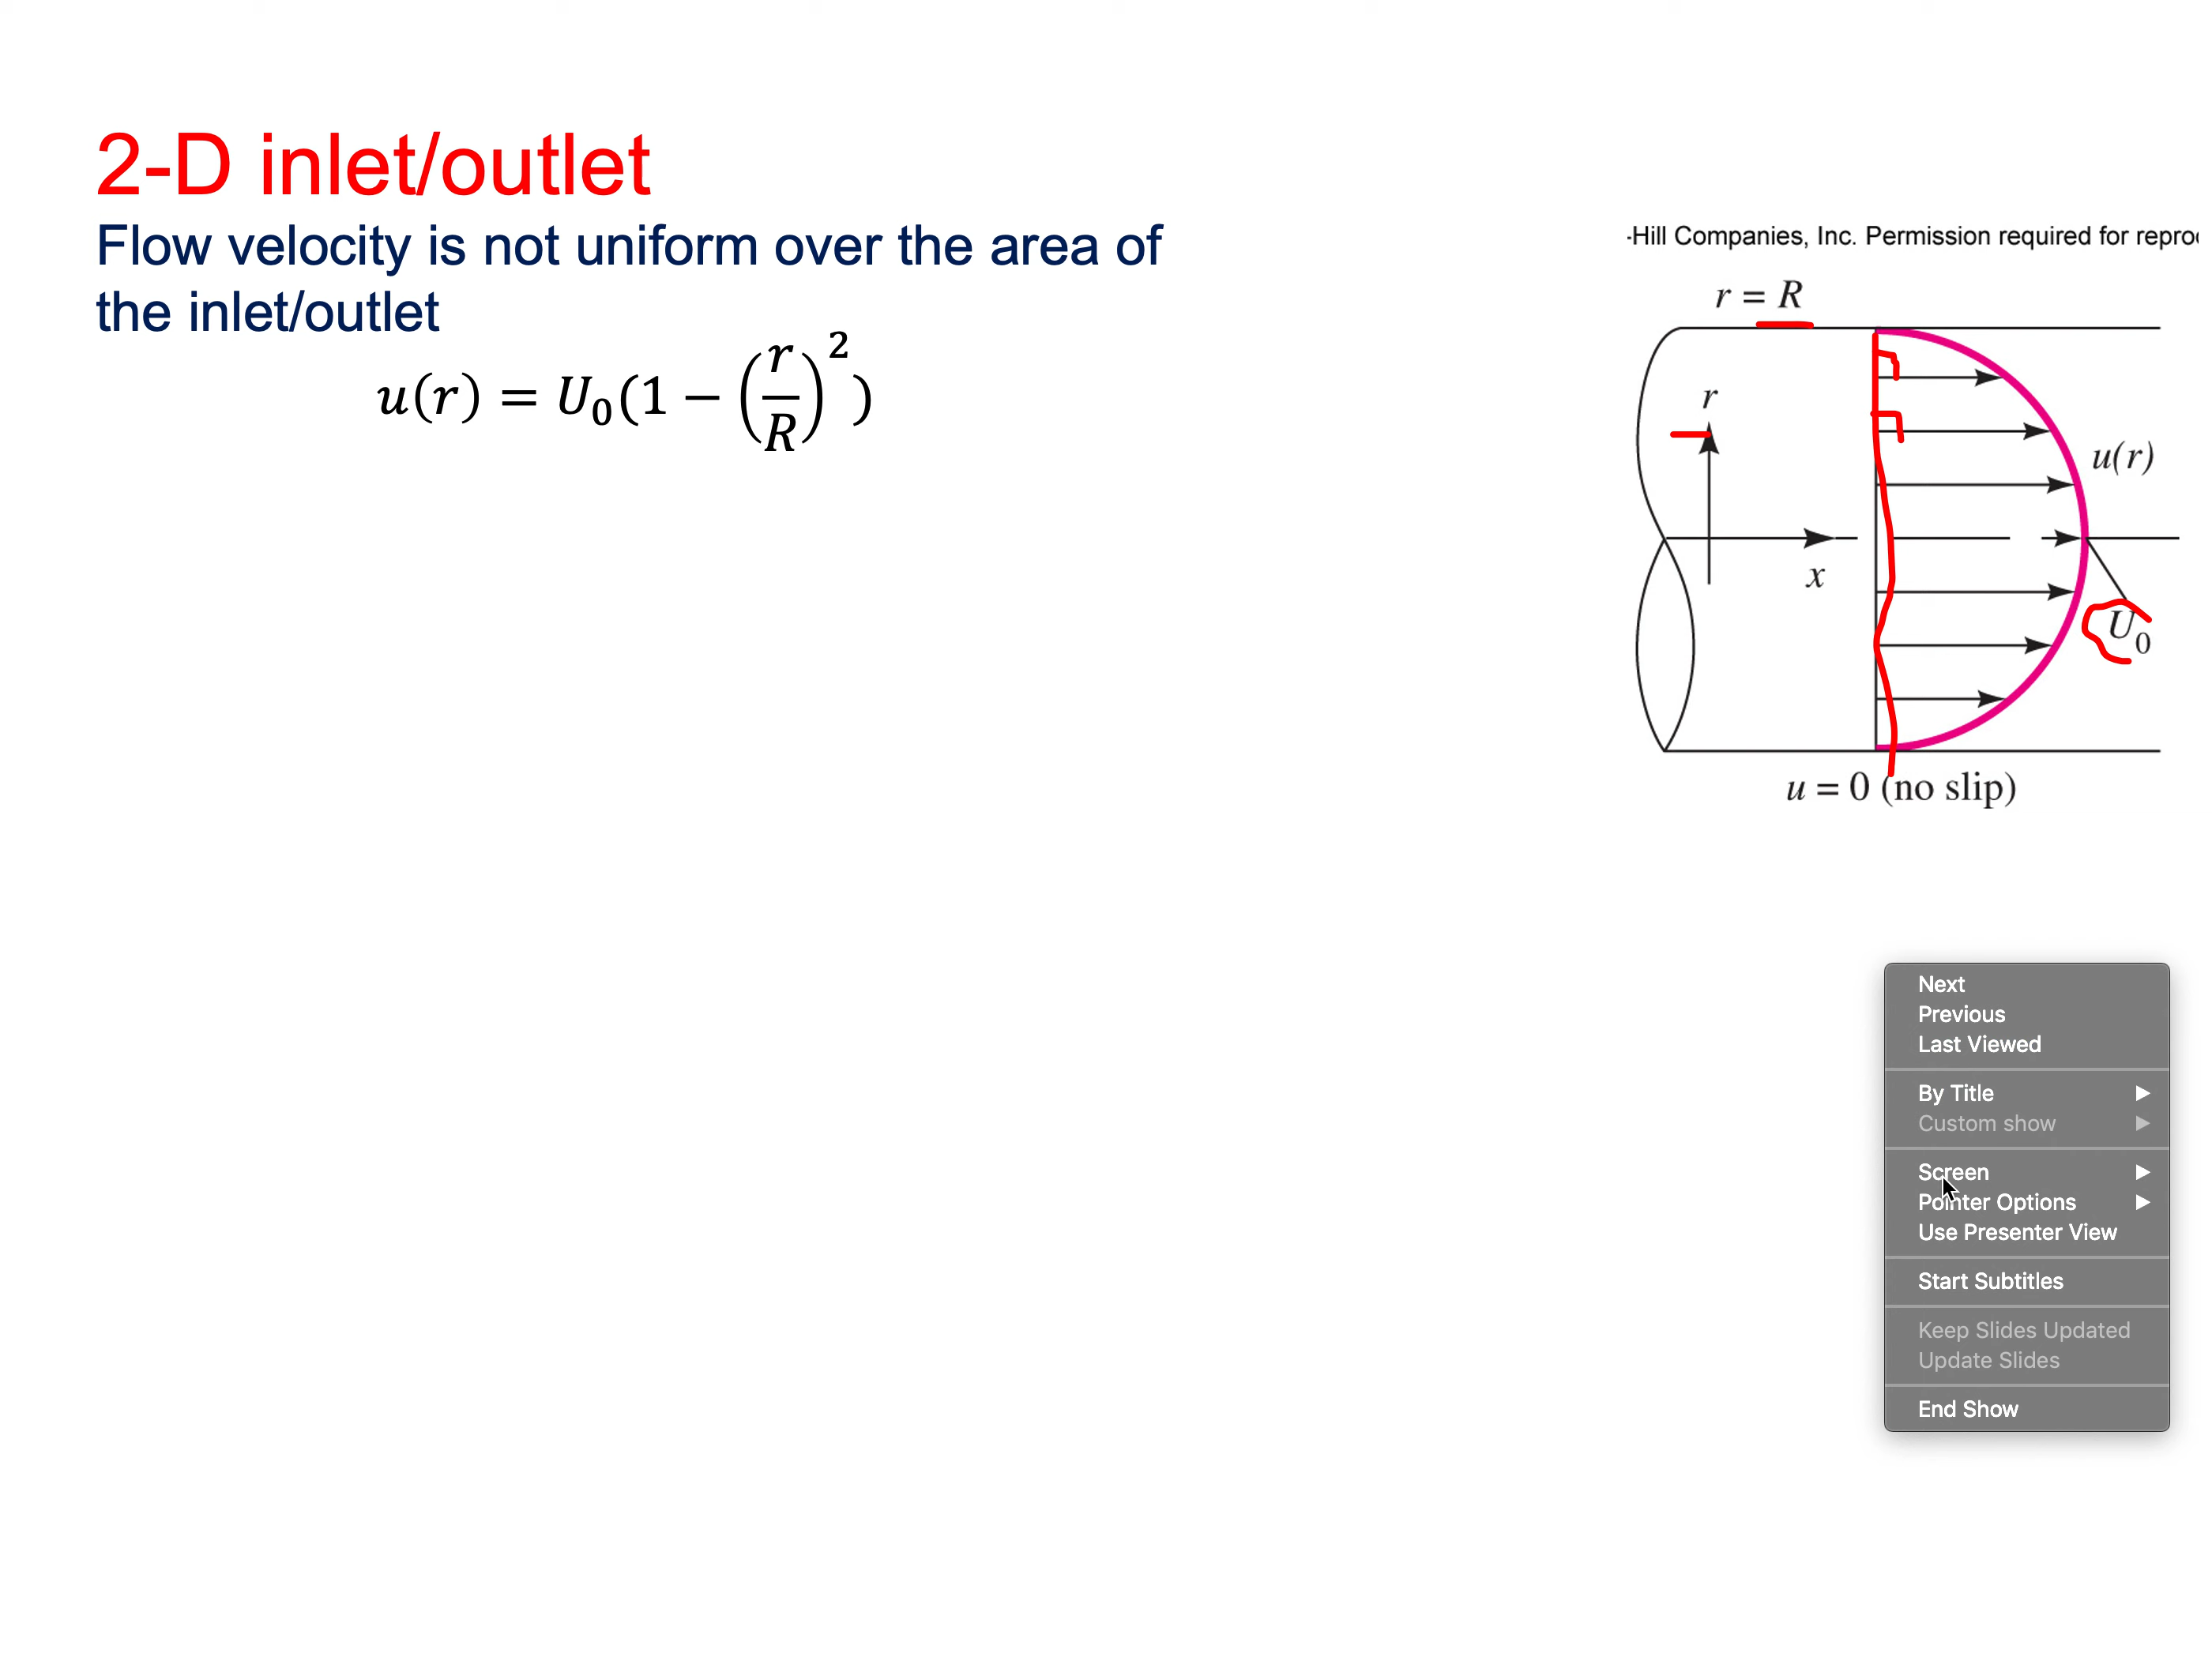 2-D inlet/outlet
Flow velocity is not uniform over the area of
the inlet/outlet
u(r) = U₀(1 − (r/R)²)
-Hill Companies, Inc. Permission required for repro
r = R
r
u(r)
x
U₀
u = 0 (no slip)
Next
Previous
Last Viewed
By Title
Custom show
Screen
Pointer Options
Use Presenter View
Start Subtitles
Keep Slides Updated
Update Slides
End Show